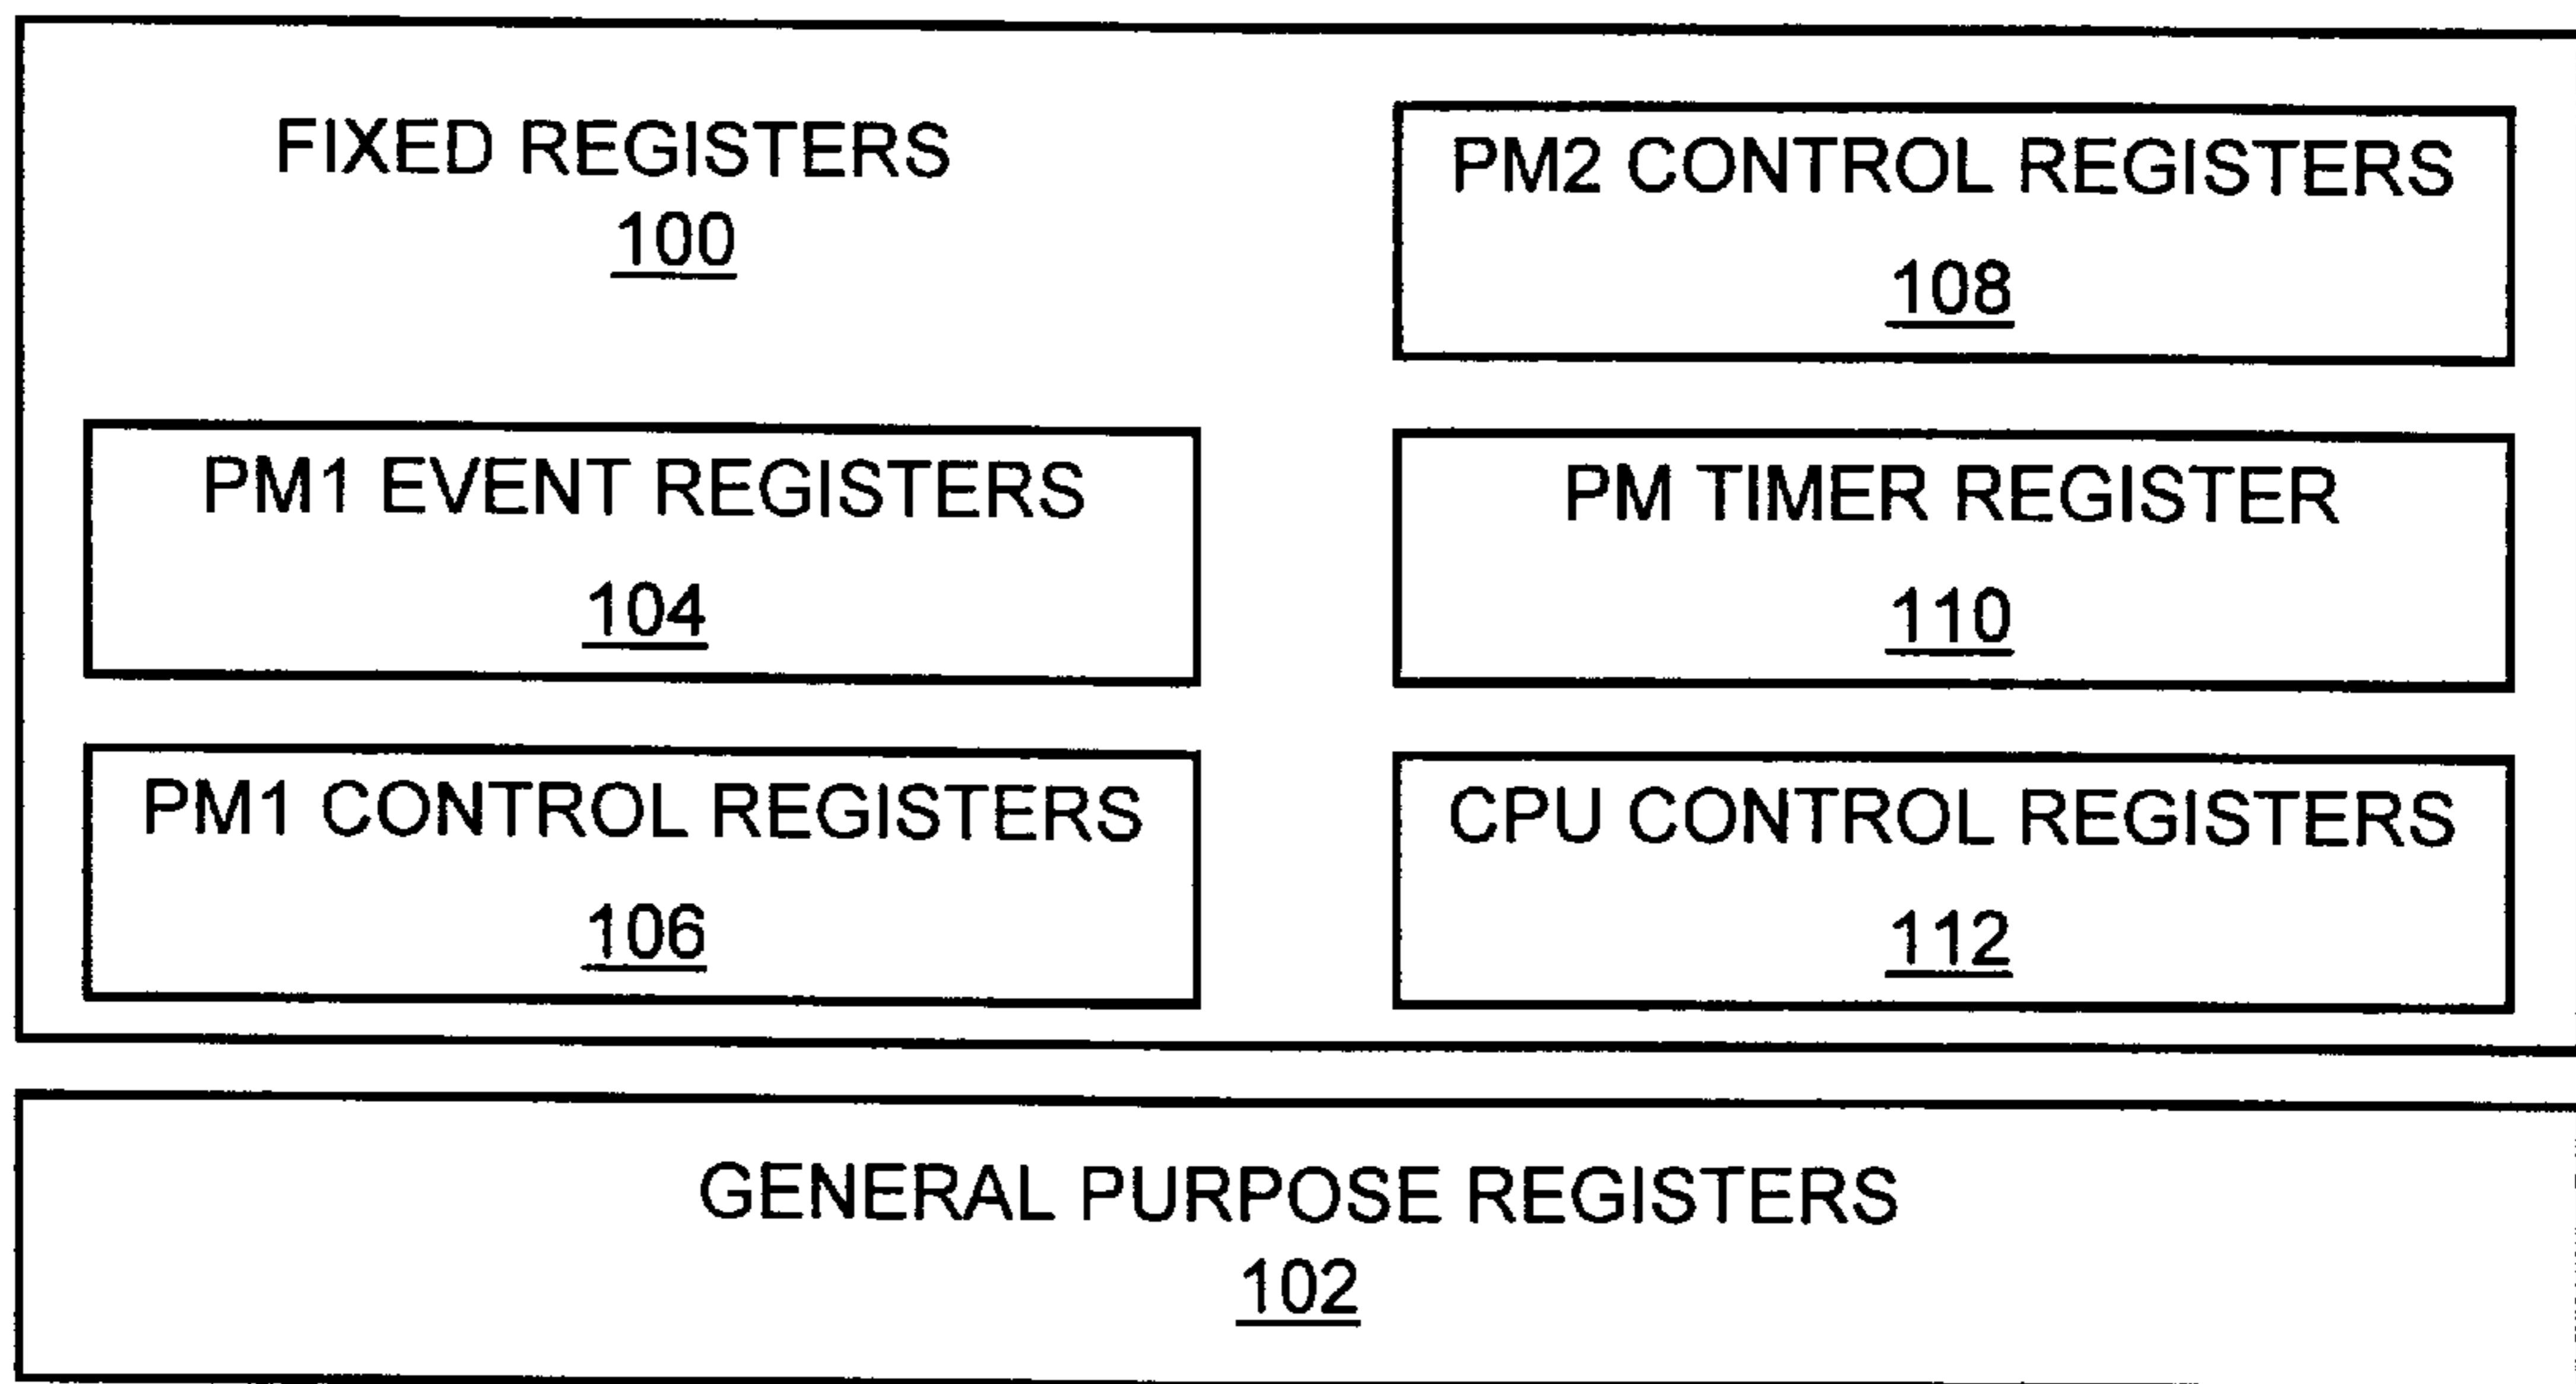 FIXED REGISTERS
100
PM2 CONTROL REGISTERS
108
PM1 EVENT REGISTERS
104
PM TIMER REGISTER
110
PM1 CONTROL REGISTERS
106
CPU CONTROL REGISTERS
112
GENERAL PURPOSE REGISTERS
102